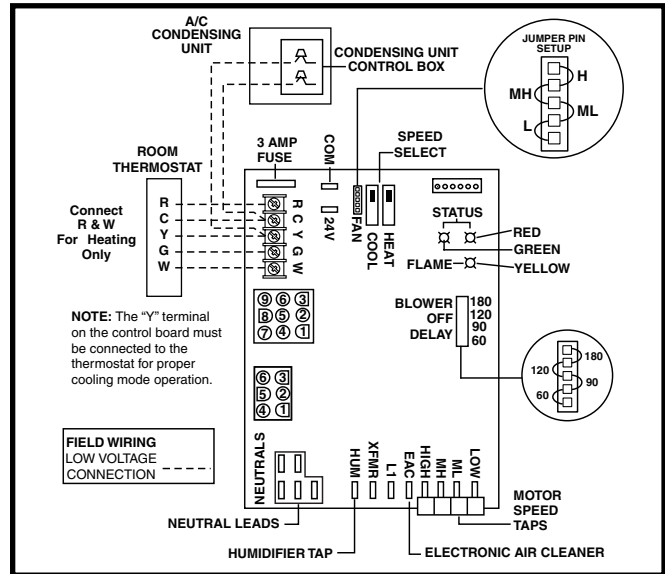 A/C
CONDENSING
UNIT
CONDENSING UNIT
CONTROL BOX
JUMPER PIN
SETUP
H
MH
ML
L
ROOM
THERMOSTAT
3 AMP
FUSE
COM
24V
SPEED
SELECT
FAN
COOL
HEAT
Connect
R & W
For Heating
Only
R
C
Y
G
W
R
C
Y
G
W
STATUS
RED
GREEN
FLAME
YELLOW
NOTE: The “Y” terminal
on the control board must
be connected to the
thermostat for proper
cooling mode operation.
9 6 3
8 5 2
7 4 1
6 3
5 2
4 1
BLOWER
OFF
DELAY
180
120
90
60
180
120
90
60
FIELD WIRING
LOW VOLTAGE
CONNECTION
NEUTRALS
HUM
XFMR
L1
EAC
HIGH
MH
ML
LOW
NEUTRAL LEADS
MOTOR
SPEED
TAPS
HUMIDIFIER TAP
ELECTRONIC AIR CLEANER